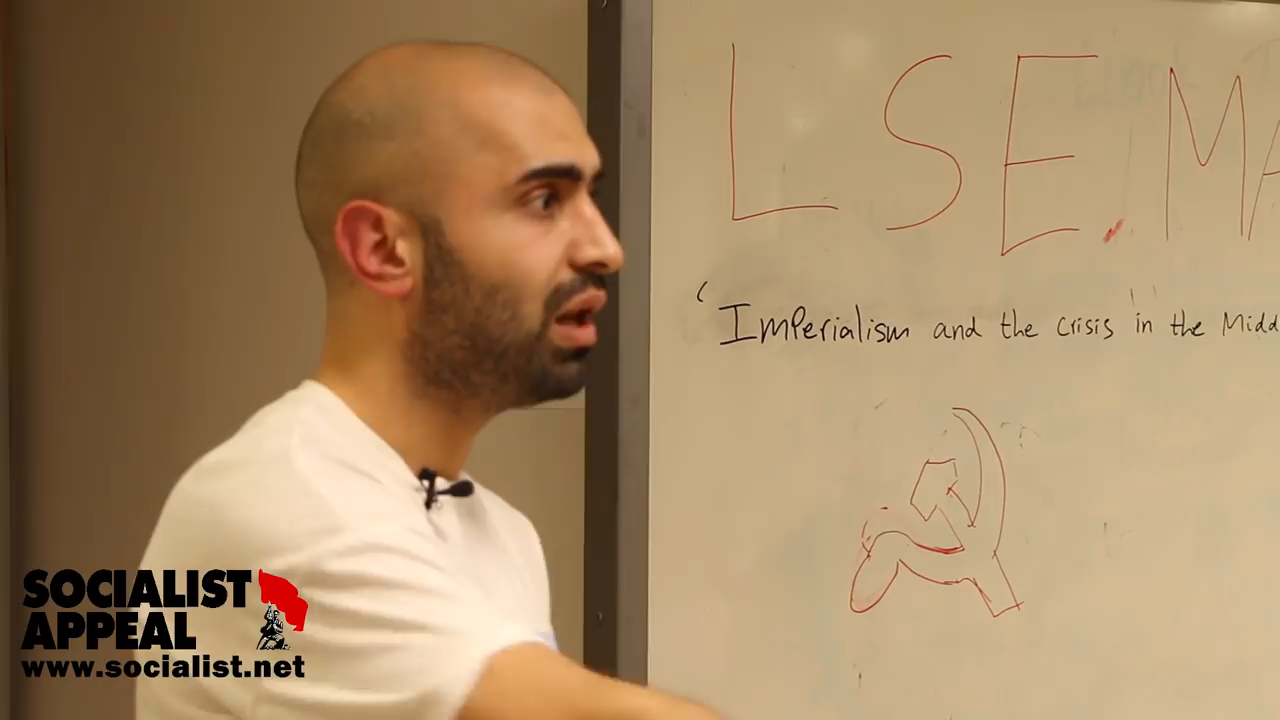 LSE. MA
'Imperialism and the crisis in the Midd
SOCIALIST
APPEAL
www.socialist.net